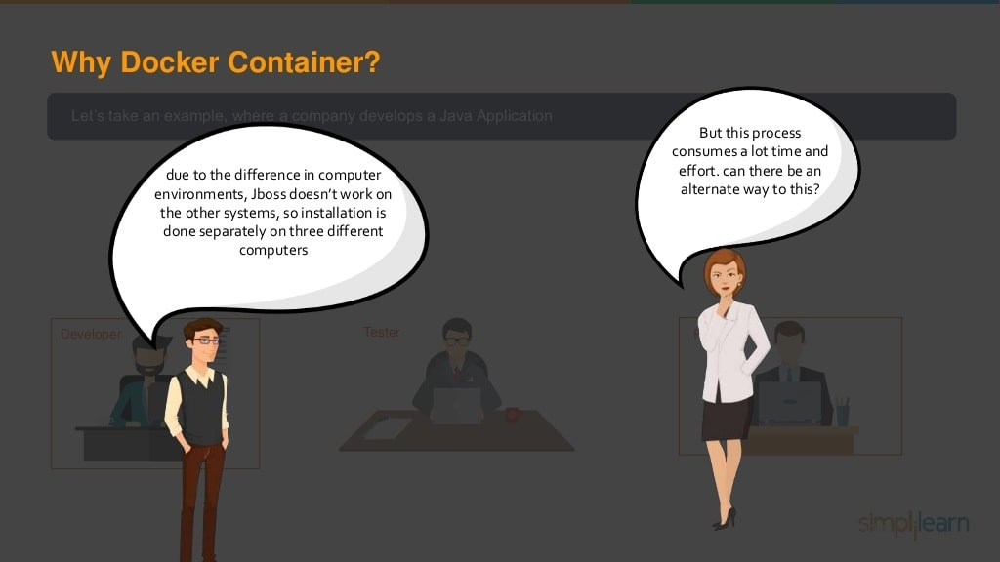 Why Docker Container?
Let's take an example, where a company develops a Java Application
due to the difference in computer
environments, Jboss doesn't work on
the other systems, so installation is
done separately on three different
computers
But this process
consumes a lot time and
effort. can there be an
alternate way to this?
Developer
Tester
simplilearn